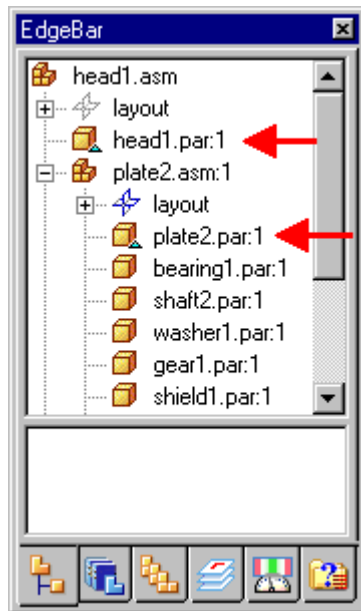 EdgeBar
head1.asm
layout
head1.par:1
plate2.asm:1
layout
plate2.par:1
bearing1.par:1
shaft2.par:1
washer1.par:1
gear1.par:1
shield1.par:1